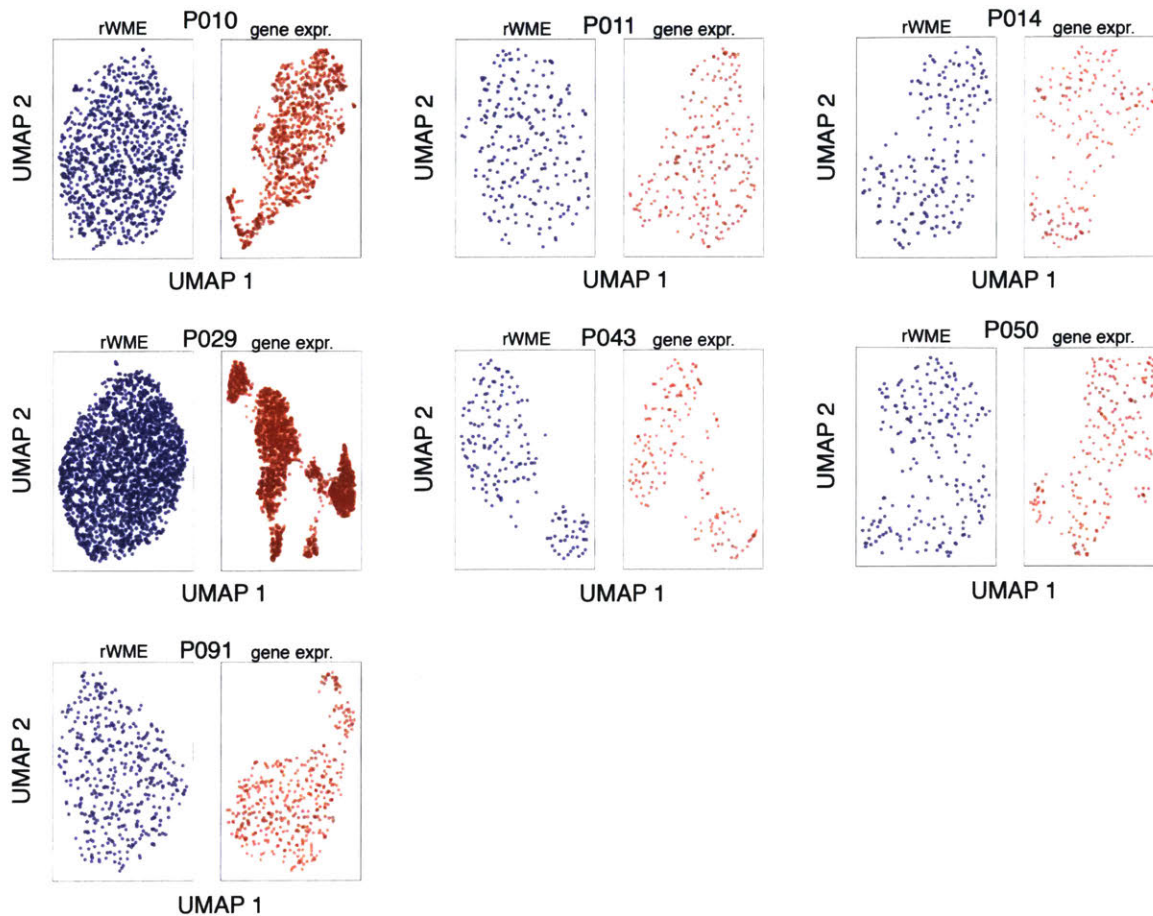 rWME P010 gene expr.
UMAP 2
UMAP 1
rWME P011 gene expr.
UMAP 2
UMAP 1
rWME P014 gene expr.
UMAP 2
UMAP 1
rWME P029 gene expr.
UMAP 2
UMAP 1
rWME P043 gene expr.
UMAP 2
UMAP 1
rWME P050 gene expr.
UMAP 2
UMAP 1
rWME P091 gene expr.
UMAP 2
UMAP 1